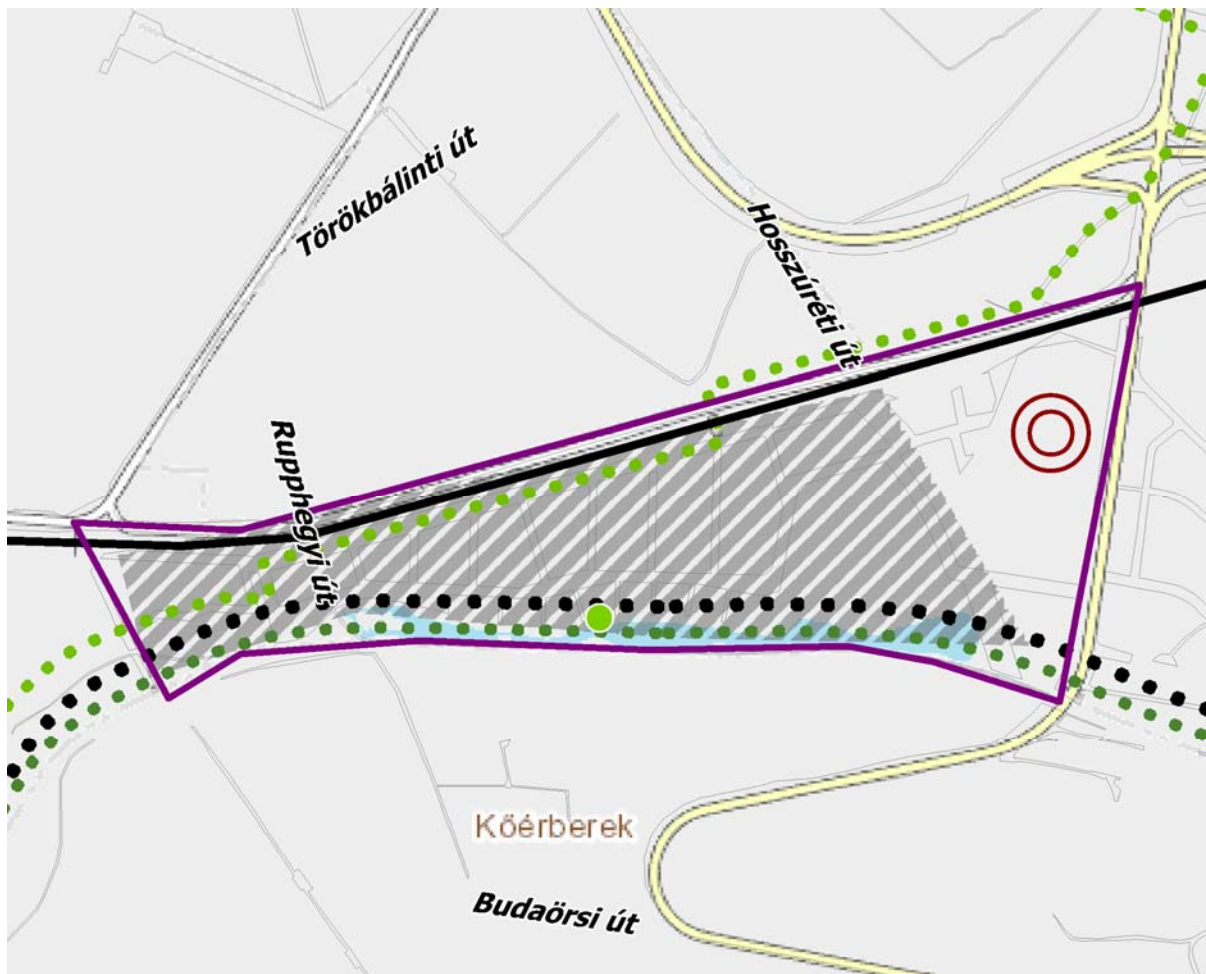 Törökbálinti út
Hosszúréti út
Rupphegyi út
Kőérberek
Budaörsi út